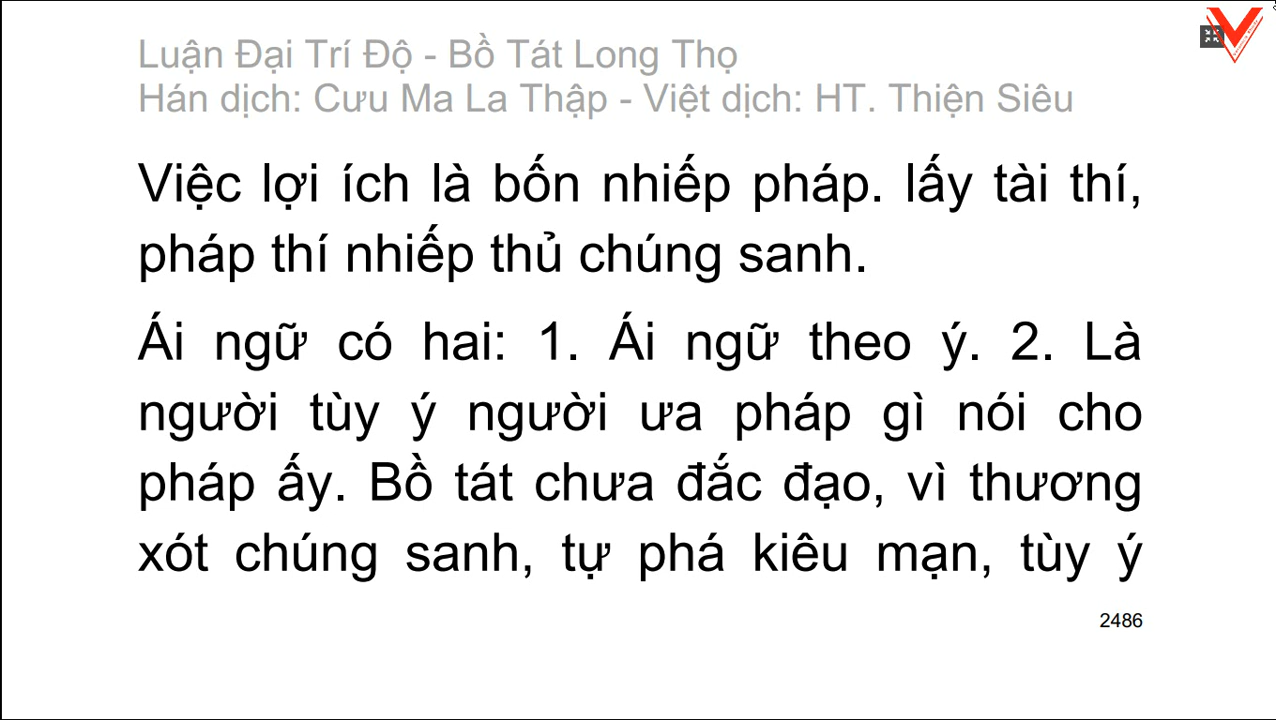 Luận Đại Trí Độ - Bồ Tát Long Thọ
Hán dịch: Cưu Ma La Thập - Việt dịch: HT. Thiện Siêu
Việc lợi ích là bốn nhiếp pháp. lấy tài thí,
pháp thí nhiếp thủ chúng sanh.
Ái ngữ có hai: 1. Ái ngữ theo ý. 2. Là
người tùy ý người ưa pháp gì nói cho
pháp ấy. Bồ tát chưa đắc đạo, vì thương
xót chúng sanh, tự phá kiêu mạn, tùy ý
2486